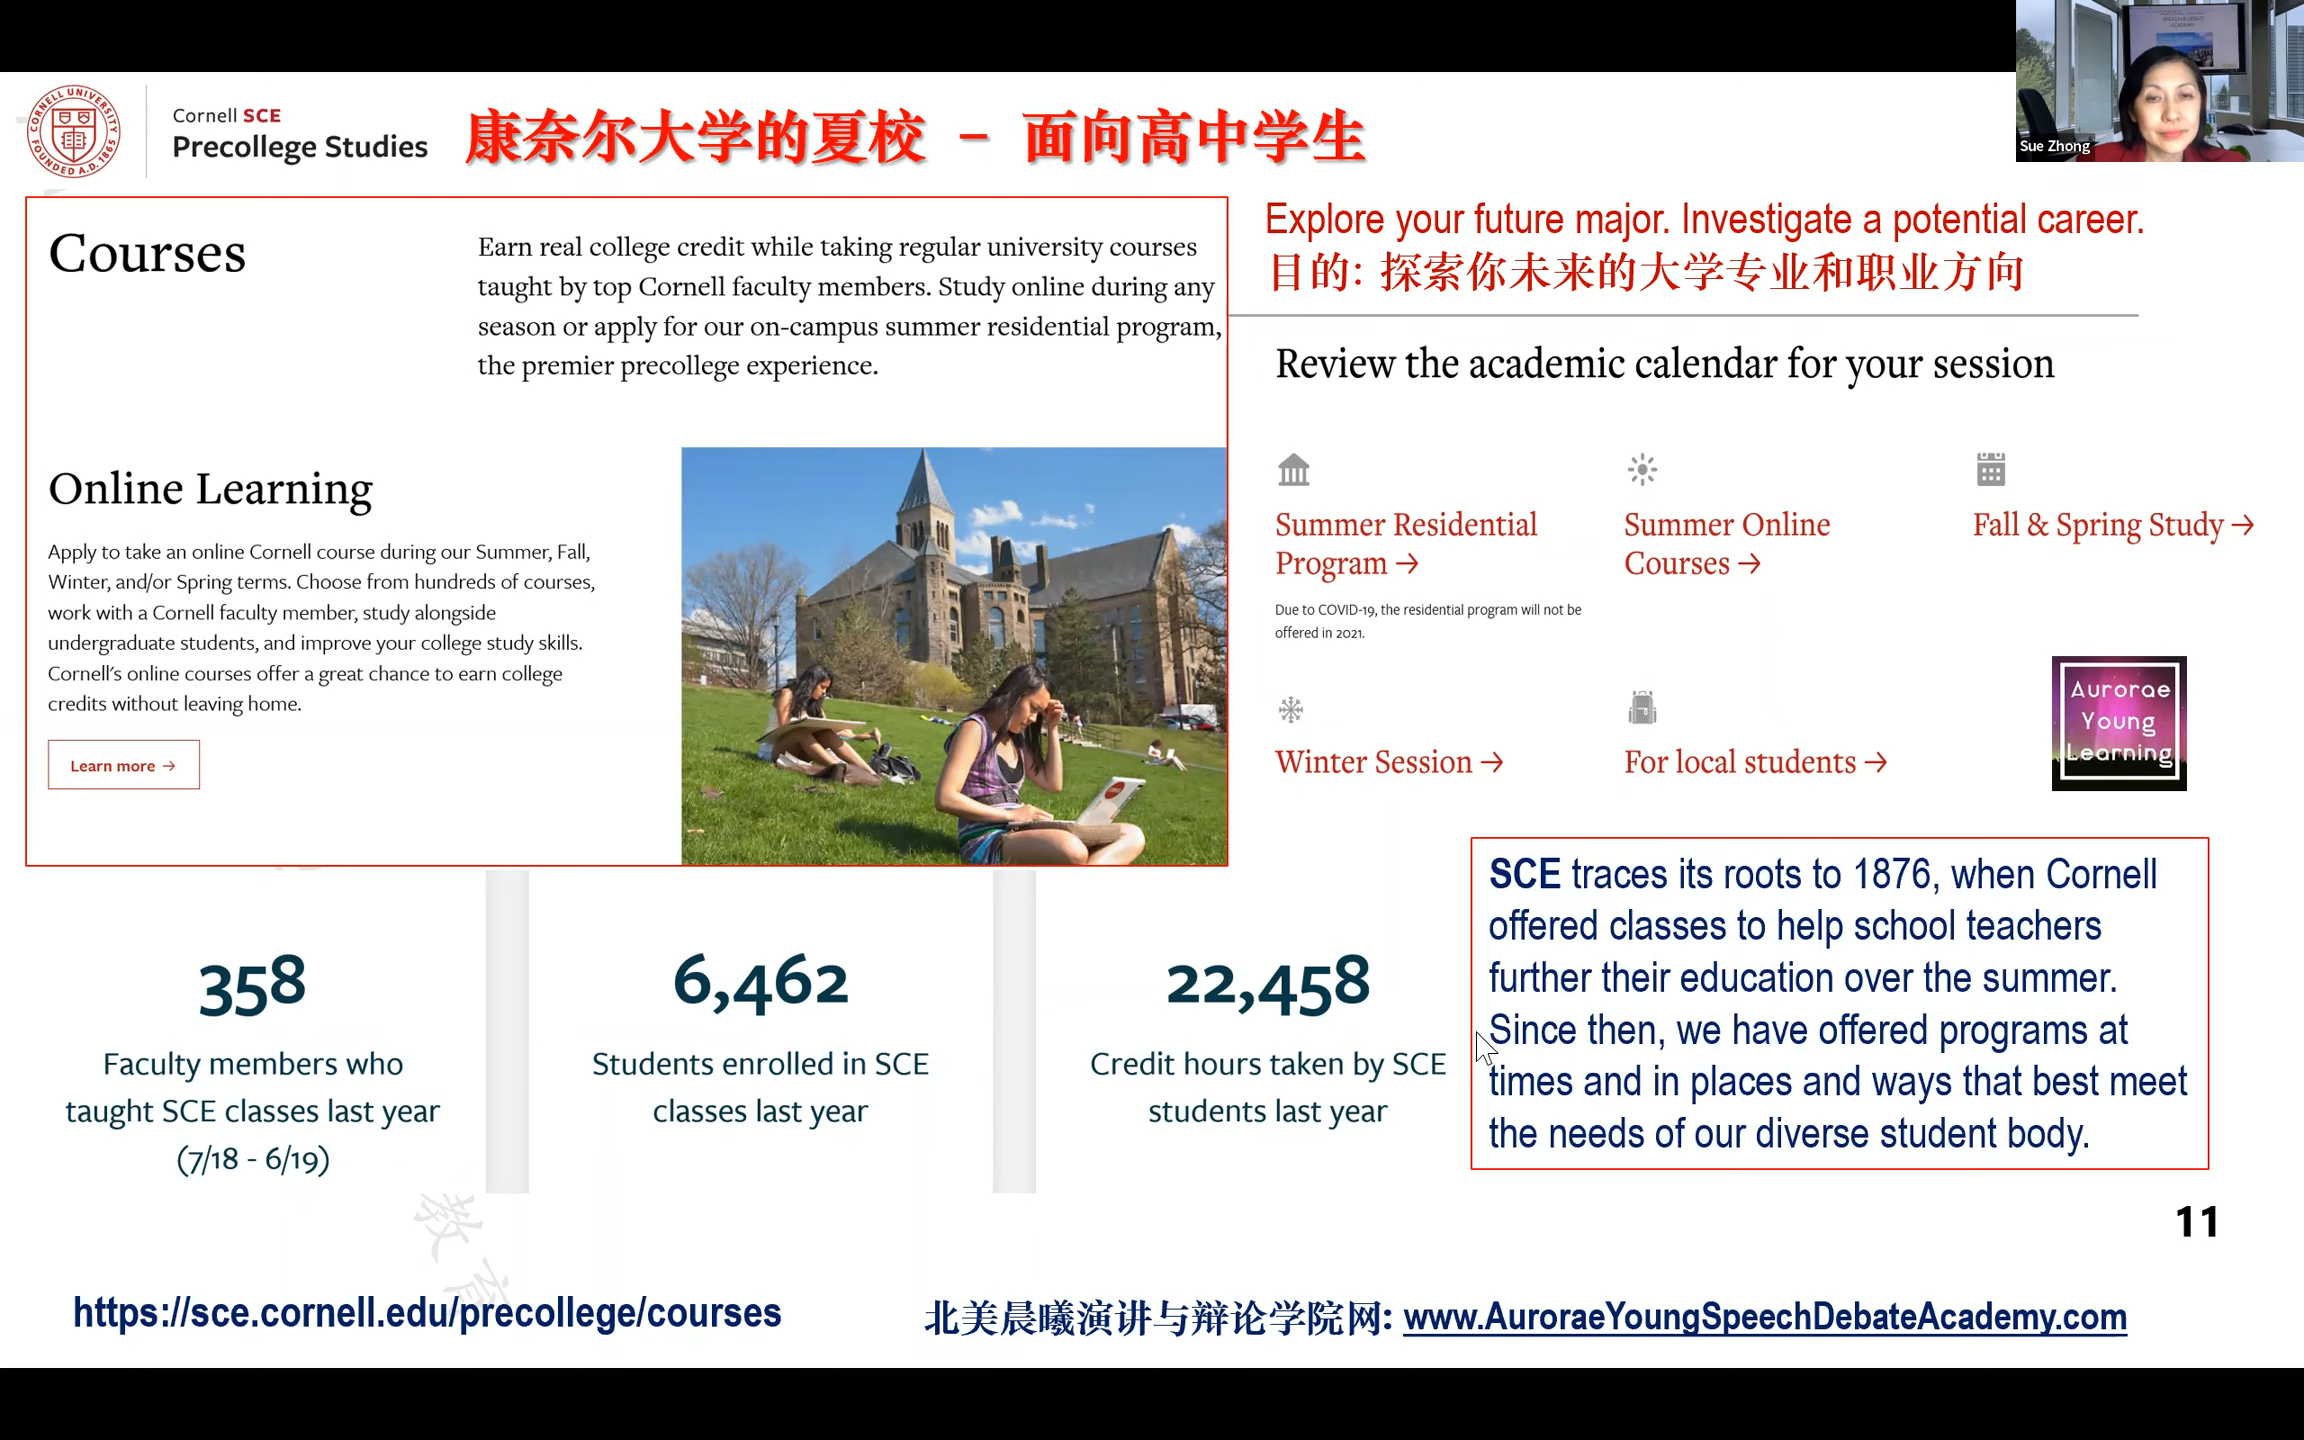 CORNELL UNIVERSITY
FOUNDED A.D. 1865
Cornell SCE
Precollege Studies
康奈尔大学的夏校 - 面向高中学生
Sue Zhong
Courses
Earn real college credit while taking regular university courses
taught by top Cornell faculty members. Study online during any
season or apply for our on-campus summer residential program,
the premier precollege experience.
Online Learning
Apply to take an online Cornell course during our Summer, Fall,
Winter, and/or Spring terms. Choose from hundreds of courses,
work with a Cornell faculty member, study alongside
undergraduate students, and improve your college study skills.
Cornell's online courses offer a great chance to earn college
credits without leaving home.
Learn more →
Explore your future major. Investigate a potential career.
目的: 探索你未来的大学专业和职业方向
Review the academic calendar for your session
Summer Residential
Program →
Due to COVID-19, the residential program will not be
offered in 2021.
Summer Online
Courses →
Fall & Spring Study →
Winter Session →
For local students →
Aurorae
Young
Learning
358
Faculty members who
taught SCE classes last year
(7/18 - 6/19)
6,462
Students enrolled in SCE
classes last year
22,458
Credit hours taken by SCE
students last year
SCE traces its roots to 1876, when Cornell
offered classes to help school teachers
further their education over the summer.
Since then, we have offered programs at
times and in places and ways that best meet
the needs of our diverse student body.
11
教育
https://sce.cornell.edu/precollege/courses
北美晨曦演讲与辩论学院网: www.AuroraeYoungSpeechDebateAcademy.com